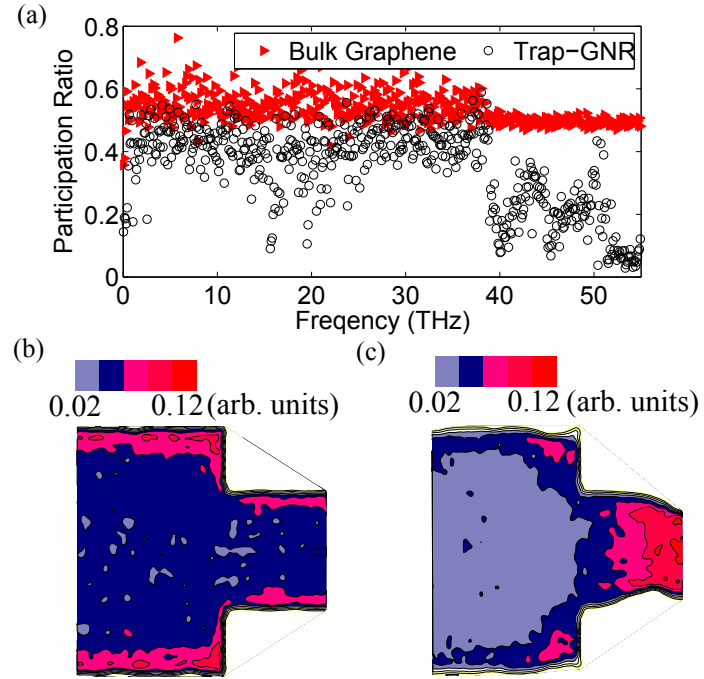 (a)
0.8
0.6
0.4
0.2
0
Participation Ratio
Bulk Graphene
Trap−GNR
0 10 20 30 40 50
Freqency (THz)
(b)
(c)
0.02 0.12 (arb. units)
0.02 0.12 (arb. units)